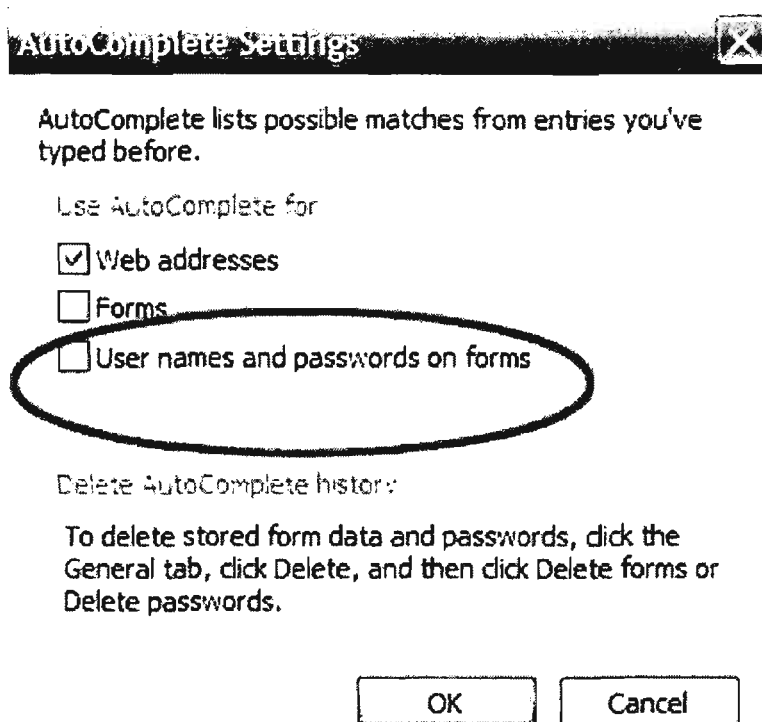 AutoComplete Settings
AutoComplete lists possible matches from entries you've
typed before.
Use AutoComplete for
Web addresses
Forms
User names and passwords on forms
Delete AutoComplete history
To delete stored form data and passwords, click the
General tab, click Delete, and then click Delete forms or
Delete passwords.
OK Cancel